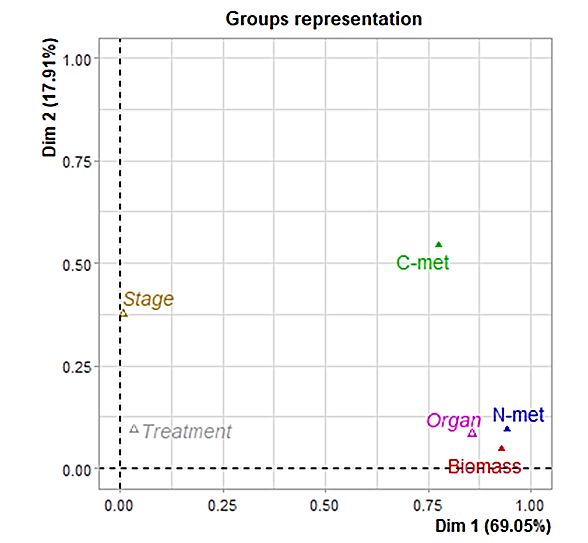 Groups representation
Dim 2 (17.91%)
1.00
0.75
0.50
0.25
0.00
C-met
Stage
Treatment
Organ
N-met
Biomass
0.00 0.25 0.50 0.75 1.00
Dim 1 (69.05%)